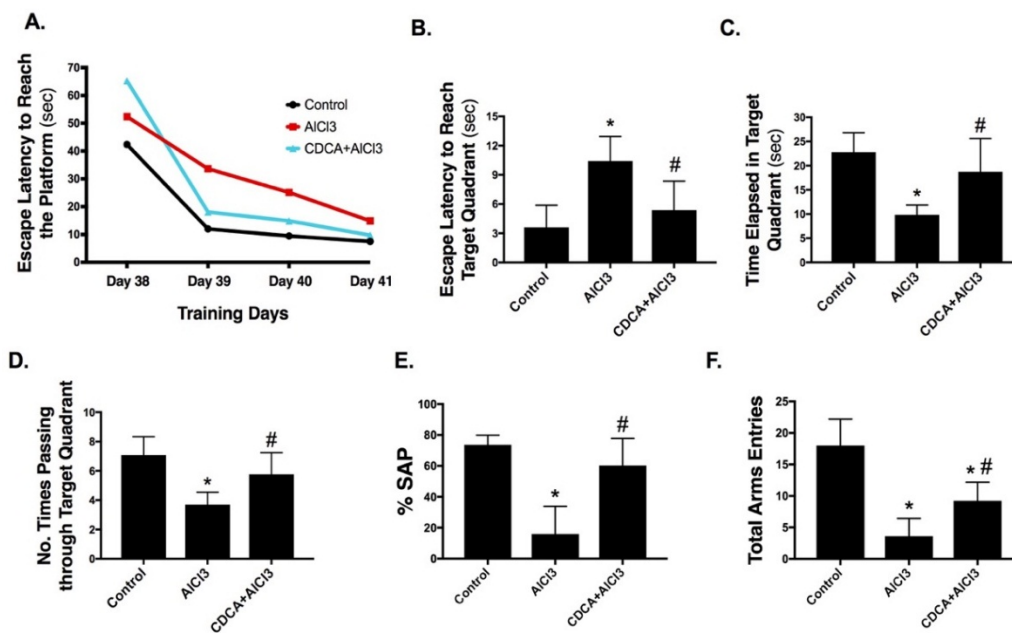 A.
Escape Latency to Reach
the Platform (sec)
70
60
50
40
30
20
10
0
Control
AlCl3
CDCA+AlCl3
Day 38
Day 39
Day 40
Day 41
Training Days
B.
Escape Latency to Reach
Target Quadrant (sec)
15
12
9
6
3
0
*
#
Control
AlCl3
CDCA+AlCl3
C.
Time Elapsed in Target
Quadrant (sec)
30
25
20
15
10
5
0
*
#
Control
AlCl3
CDCA+AlCl3
D.
No. Times Passing
through Target Quadrant
8
6
4
2
0
*
#
Control
AlCl3
CDCA+AlCl3
E.
% SAP
100
80
60
40
20
0
*
#
Control
AlCl3
CDCA+AlCl3
F.
Total Arms Entries
25
20
15
10
5
0
*
* #
Control
AlCl3
CDCA+AlCl3